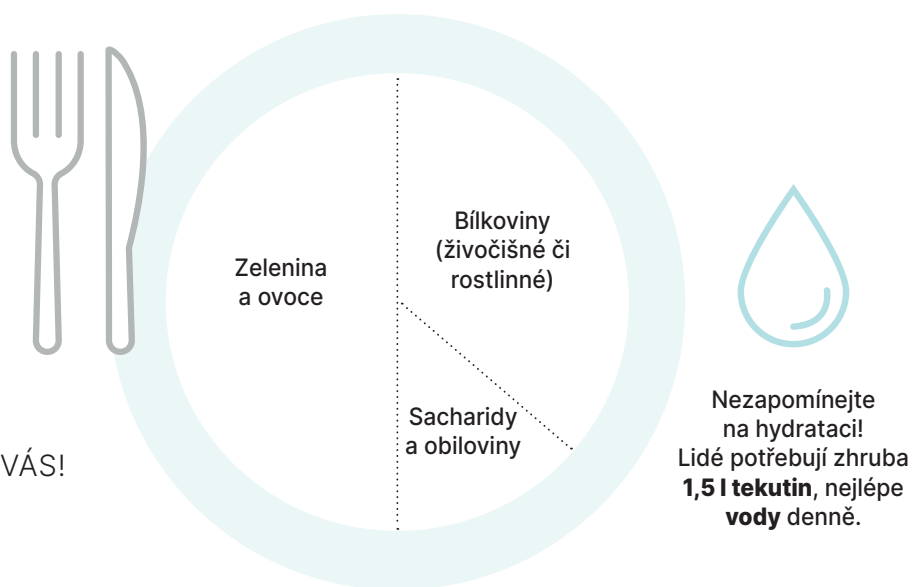 Zelenina
a ovoce
Bílkoviny
(živočišné či
rostlinné)
Sacharidy
a obiloviny
VÁS!
Nezapomínejte
na hydrataci!
Lidé potřebují zhruba
1,5 l tekutin, nejlépe
vody denně.